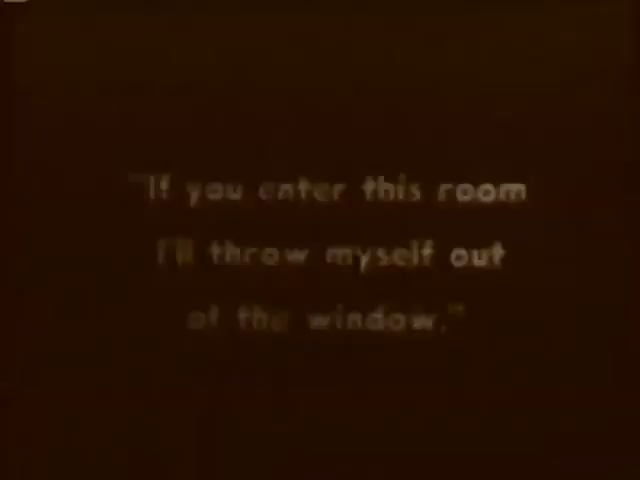 "If you enter this room
I'll throw myself out
of the window."